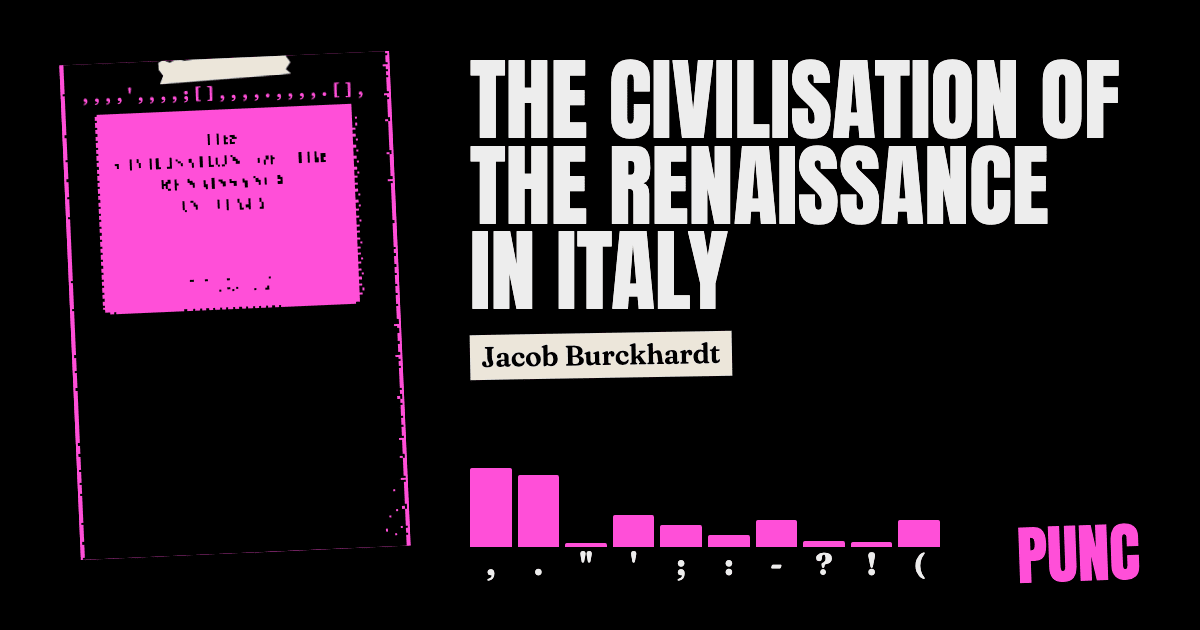 ,,,,',,,,;[],,,,,.,,,,.[],
THE CIVILISATION OF
THE RENAISSANCE
IN ITALY
Jacob Burckhardt
, . " ' ; : - ? ! (
PUNC